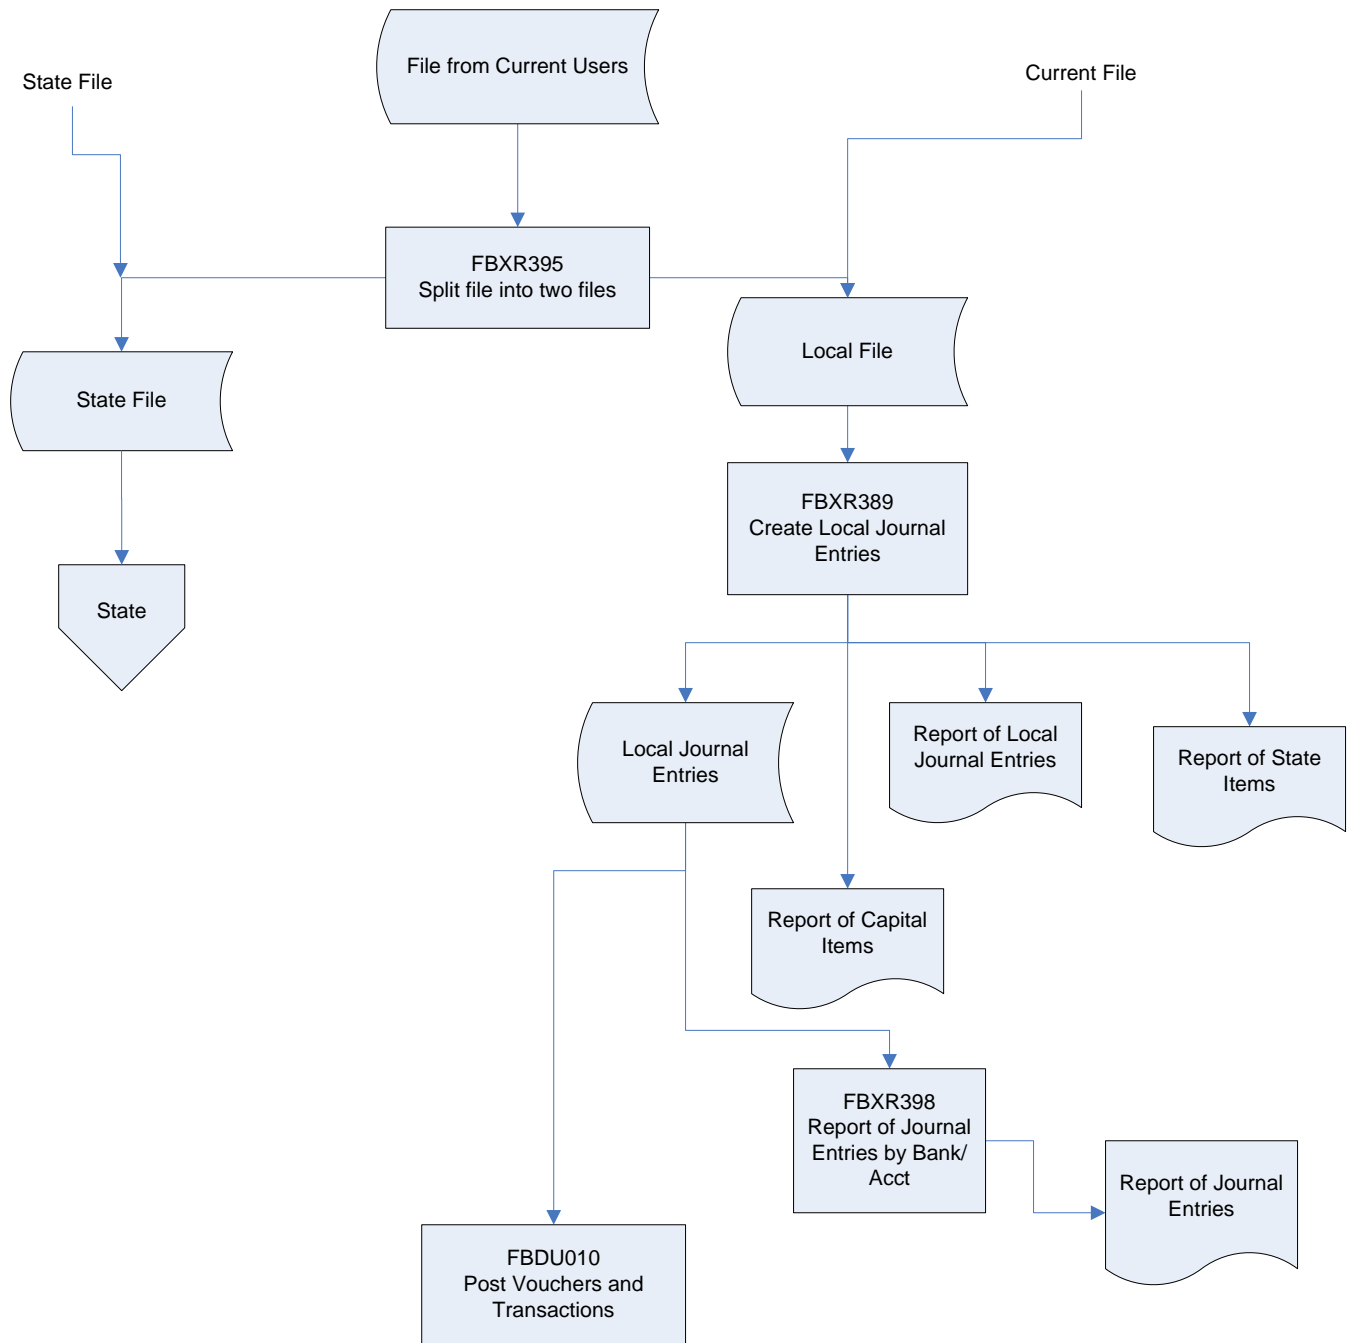 File from Current Users
State File
Current File
FBXR395
Split file into two files
Local File
State File
FBXR389
Create Local Journal
Entries
State
Local Journal
Entries
Report of Local
Journal Entries
Report of State
Items
Report of Capital
Items
FBXR398
Report of Journal
Entries by Bank/
Acct
Report of Journal
Entries
FBDU010
Post Vouchers and
Transactions